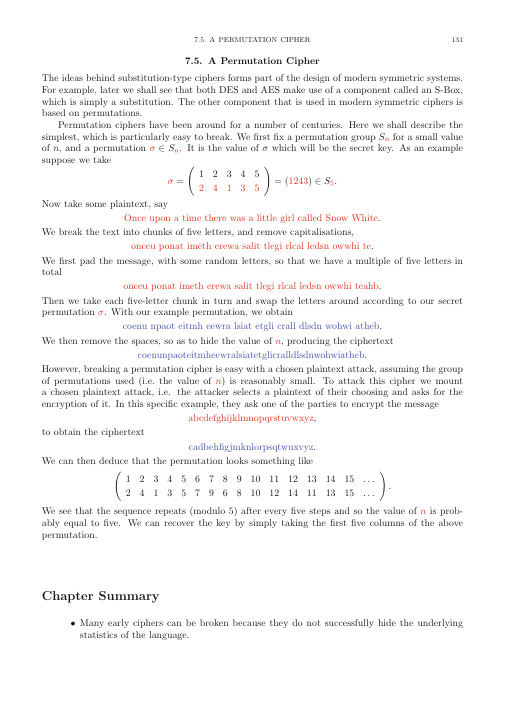 7.5. A PERMUTATION CIPHER 131
7.5. A Permutation Cipher
The ideas behind substitution-type ciphers forms part of the design of modern symmetric systems.
For example, later we shall see that both DES and AES make use of a component called an S-Box,
which is simply a substitution. The other component that is used in modern symmetric ciphers is
based on permutations.
Permutation ciphers have been around for a number of centuries. Here we shall describe the
simplest, which is particularly easy to break. We first fix a permutation group Sₙ for a small value
of n, and a permutation σ ∈ Sₙ. It is the value of σ which will be the secret key. As an example
suppose we take
σ = ( 1 2 3 4 5
2 4 1 3 5 ) = (1243) ∈ S₅.
Now take some plaintext, say
Once upon a time there was a little girl called Snow White.
We break the text into chunks of five letters, and remove capitalisations,
onceu ponat imeth erewa salit tlegi rlcal ledsn owwhi te.
We first pad the message, with some random letters, so that we have a multiple of five letters in
total
onceu ponat imeth erewa salit tlegi rlcal ledsn owwhi teahb.
Then we take each five-letter chunk in turn and swap the letters around according to our secret
permutation σ. With our example permutation, we obtain
coenu npaot eitmh eewra lsiat etgli crall dlsdn wohwi atheb.
We then remove the spaces, so as to hide the value of n, producing the ciphertext
coenunpaoteitmheewralsiatetglicralldlsdnwohwiatheb.
However, breaking a permutation cipher is easy with a chosen plaintext attack, assuming the group
of permutations used (i.e. the value of n) is reasonably small. To attack this cipher we mount
a chosen plaintext attack, i.e. the attacker selects a plaintext of their choosing and asks for the
encryption of it. In this specific example, they ask one of the parties to encrypt the message
abcdefghijklmnopqrstuvwxyz,
to obtain the ciphertext
cadbehfigjmknlorpsqtwuxvyz.
We can then deduce that the permutation looks something like
( 1 2 3 4 5 6 7 8 9 10 11 12 13 14 15 ...
2 4 1 3 5 7 9 6 8 10 12 14 11 13 15 ... ).
We see that the sequence repeats (modulo 5) after every five steps and so the value of n is prob-
ably equal to five. We can recover the key by simply taking the first five columns of the above
permutation.
Chapter Summary
• Many early ciphers can be broken because they do not successfully hide the underlying
statistics of the language.